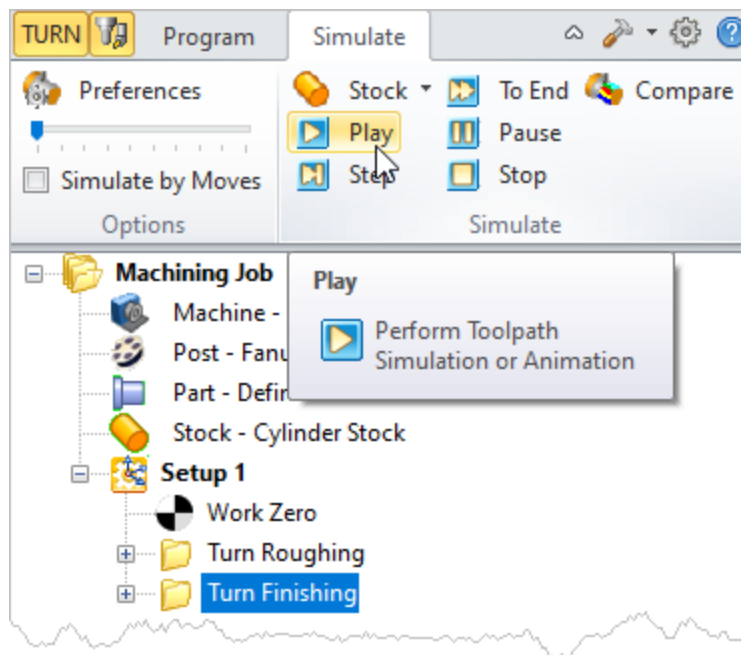 TURN Program Simulate
Preferences
Simulate by Moves
Options
Stock To End Compare
Play Pause
Step Stop
Simulate
Machining Job
Machine -
Post - Fanu
Part - Defin
Stock - Cylinder Stock
Setup 1
Work Zero
Turn Roughing
Turn Finishing
Play
Perform Toolpath
Simulation or Animation